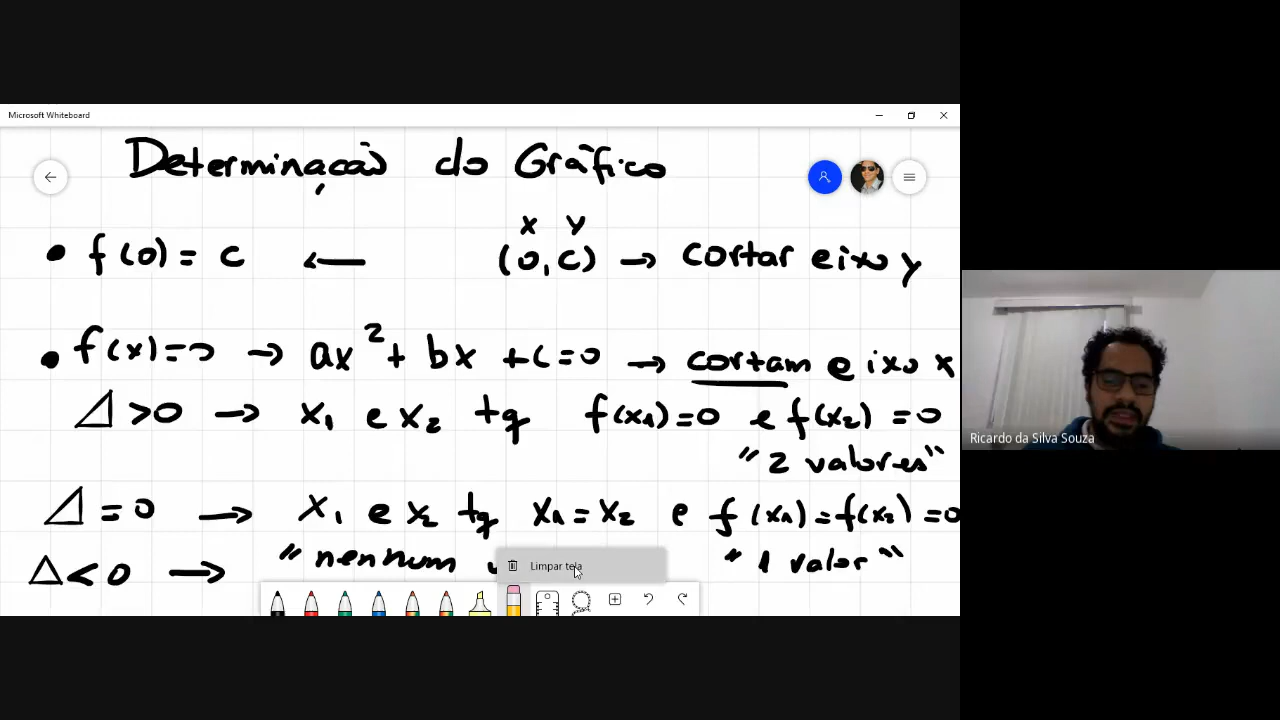 Microsoft Whiteboard
Determinação do Gráfico
x y
• f(0) = c ← (0,c) → cortar eixo y
• f(x)=0 → ax²+ bx +c=0 → cortam eixo x
Δ>0 → x₁ e x₂ tq f(x₁)=0 e f(x₂)=0
"2 valores"
Δ=0 → x₁ e x₂ tq x₁=x₂ e f(x₁)=f(x₂)=0
"nenhum
"1 valor"
Δ<0 →
Limpar tela
Ricardo da Silva Souza